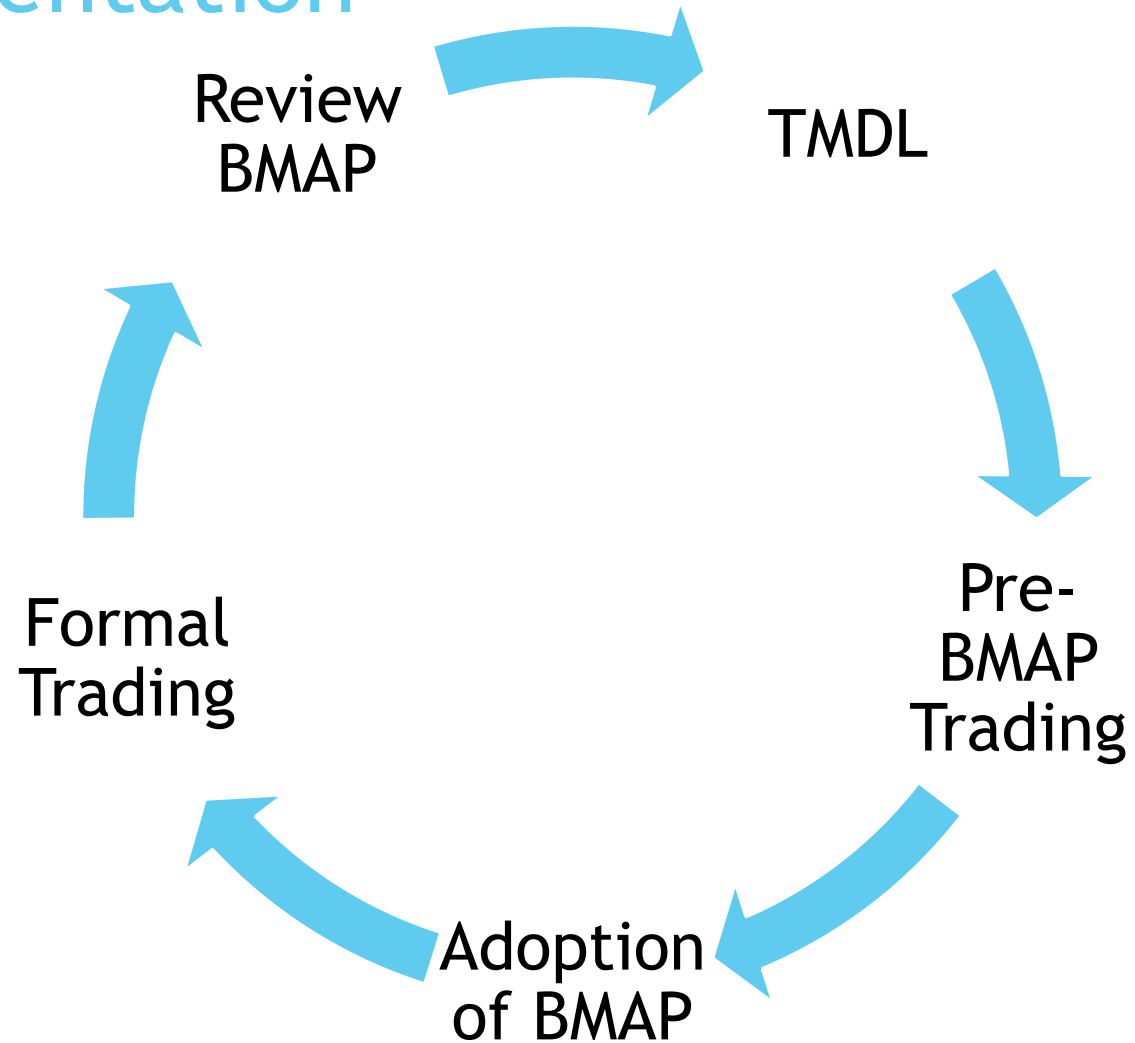 Review
BMAP
TMDL
Pre-
BMAP
Trading
Adoption
of BMAP
Formal
Trading